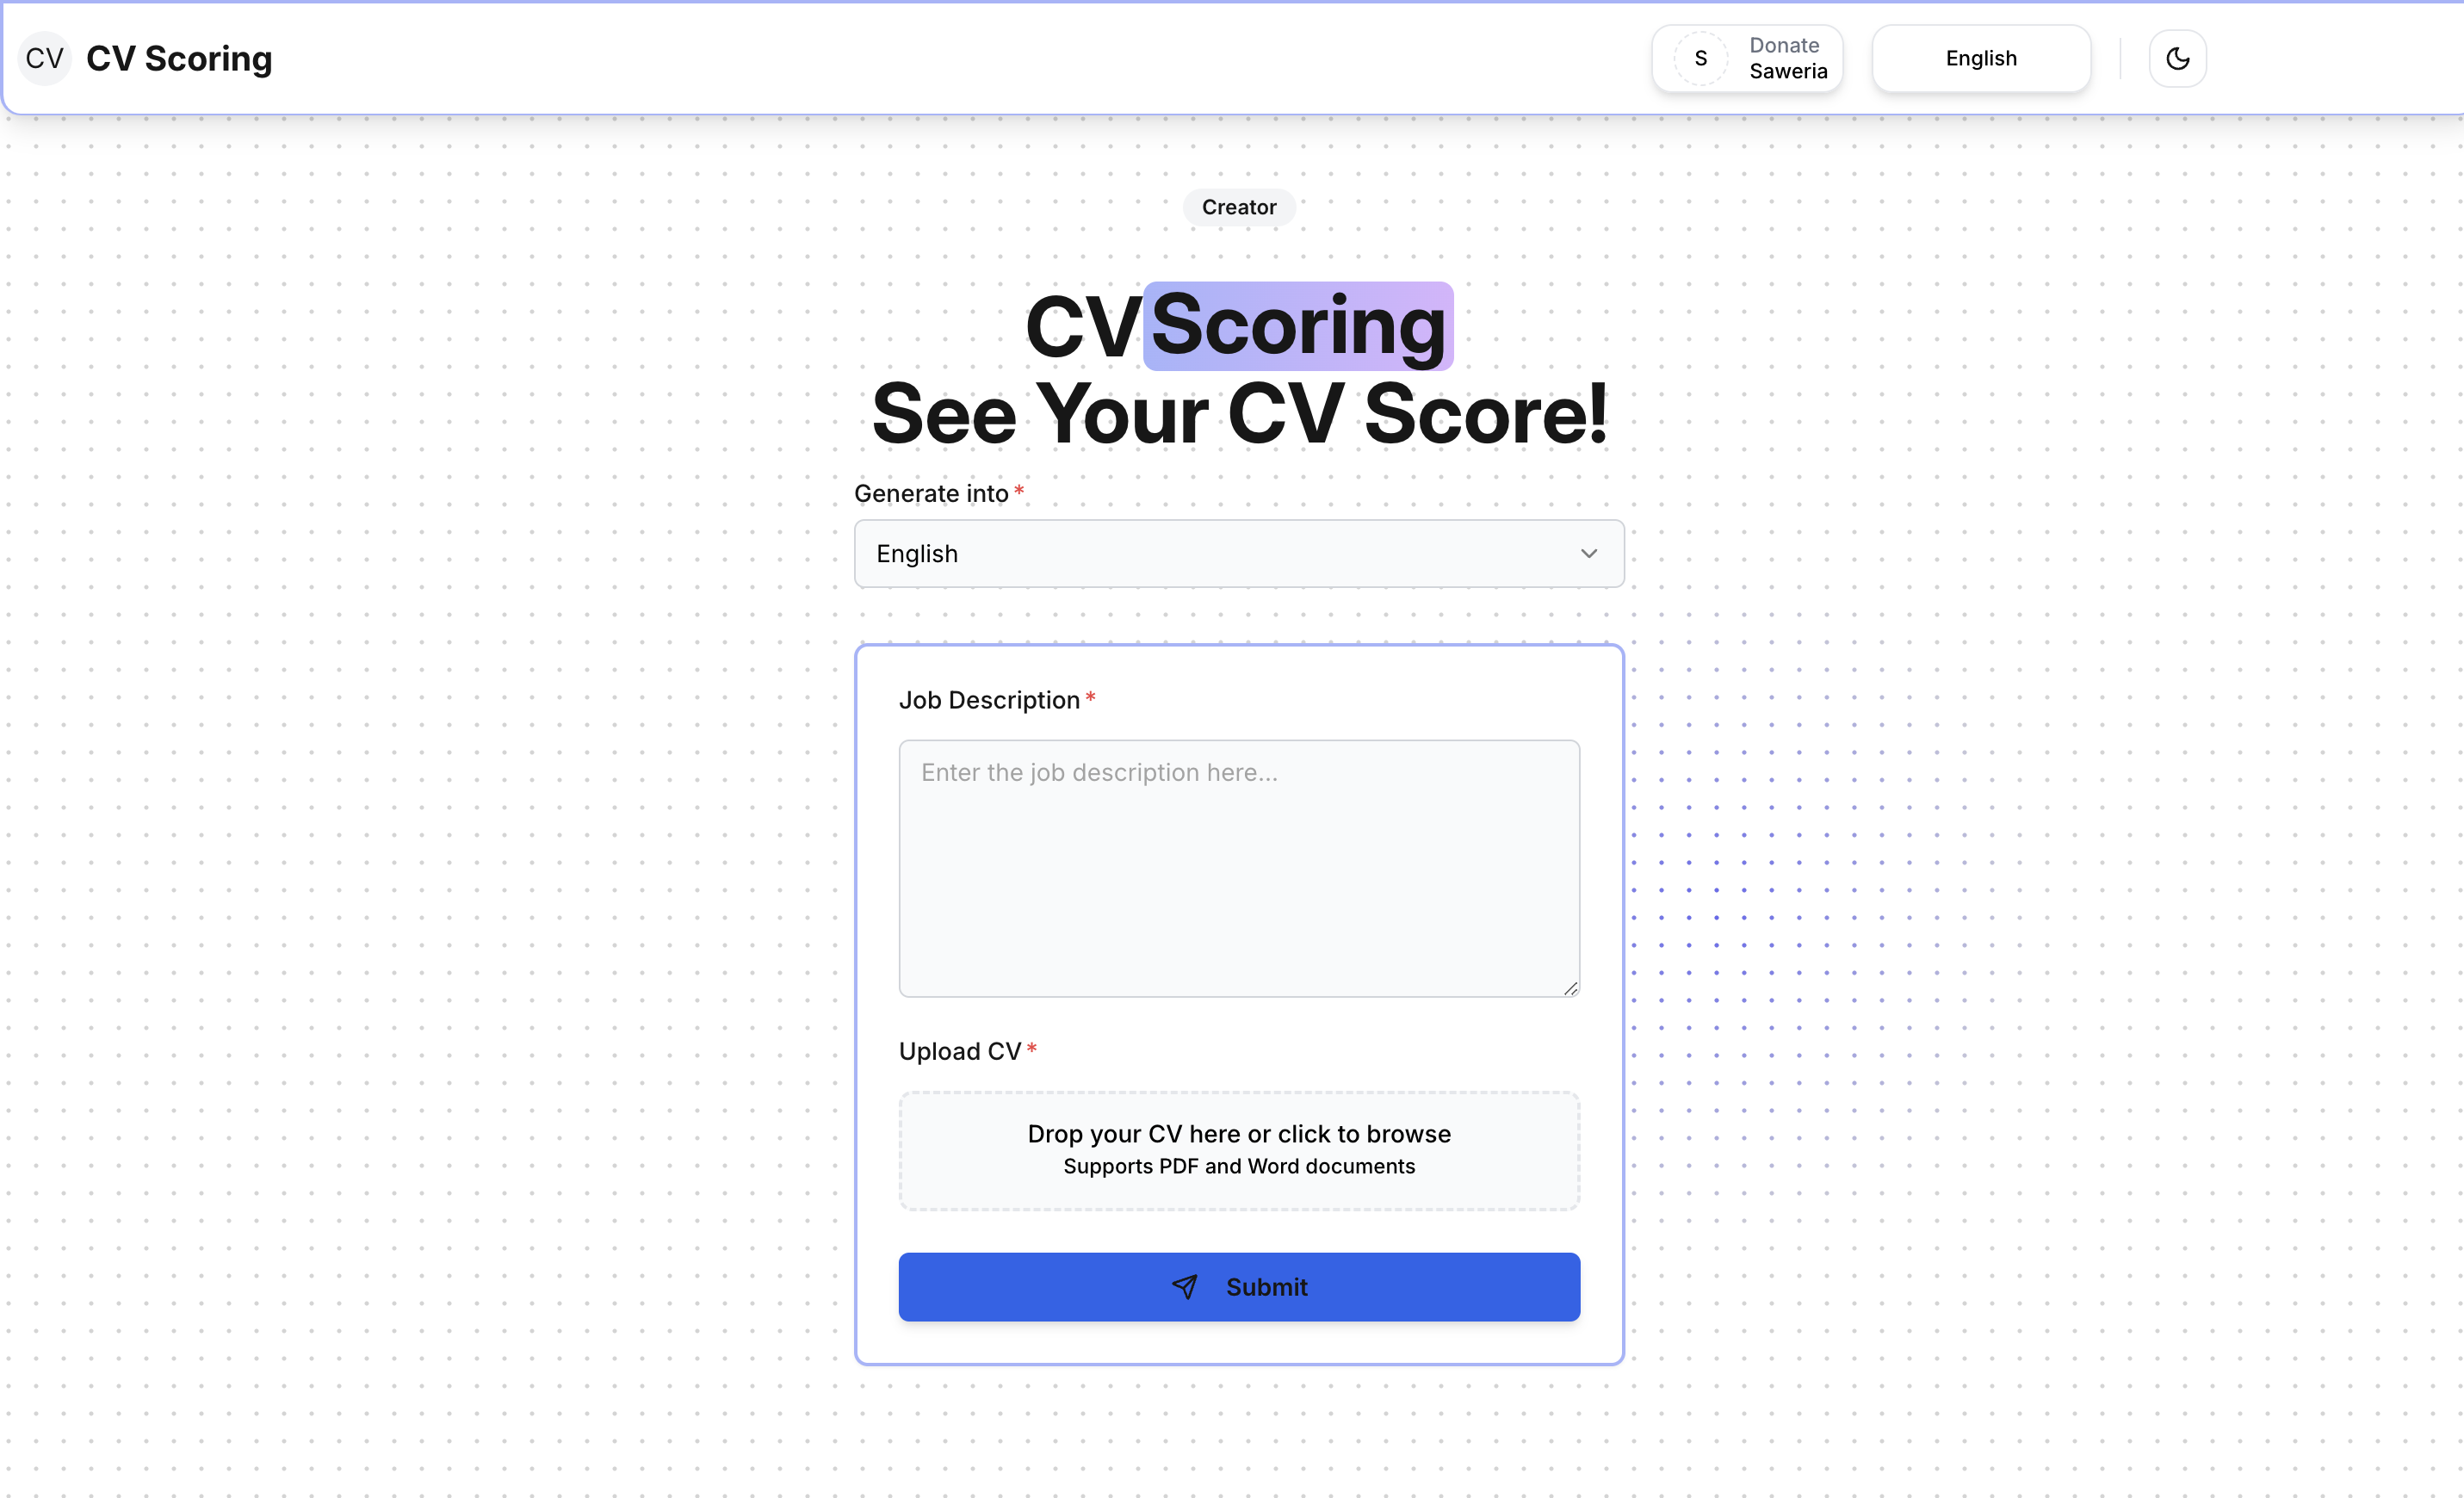 CV CV Scoring
S
Donate
Saweria
English
Creator
CV Scoring
See Your CV Score!
Generate into *
English
Job Description *
Enter the job description here...
Upload CV *
Drop your CV here or click to browse
Supports PDF and Word documents
Submit